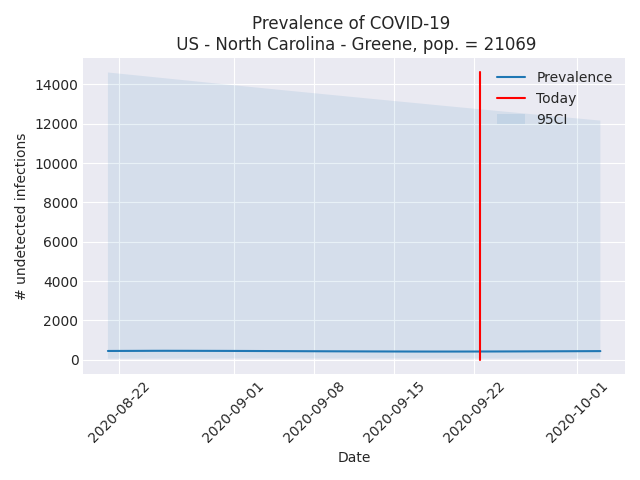 Prevalence of COVID-19
US - North Carolina - Greene, pop. = 21069
14000
12000
10000
8000
6000
4000
2000
0
# undetected infections
Prevalence
Today
95CI
2020-08-22
2020-09-01
2020-09-08
2020-09-15
2020-09-22
2020-10-01
Date